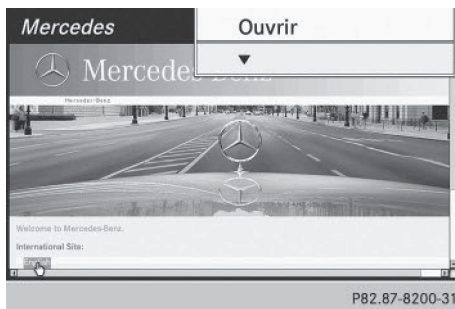 Mercedes
Ouvrir
Mercedes-Benz
Mercedes-Benz
Welcome to Mercedes-Benz.
International Site:
P82.87-8200-31